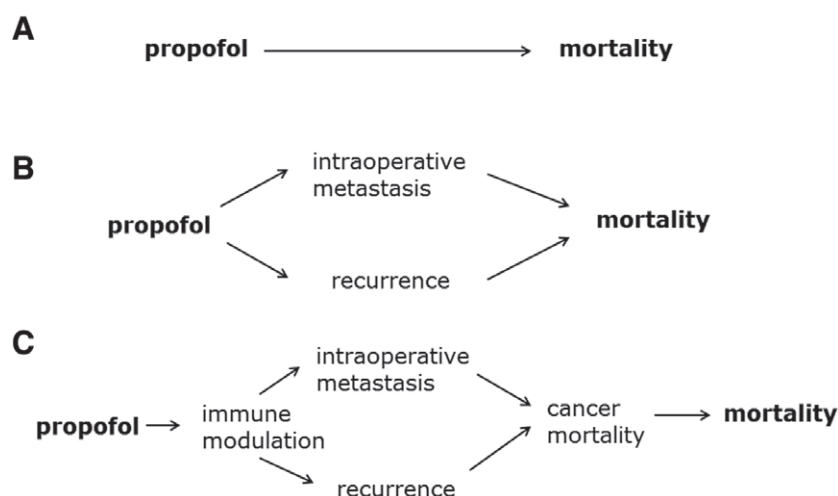 A
propofol mortality
B
intraoperative
metastasis
propofol
mortality
recurrence
C
intraoperative
metastasis
propofol
immune
modulation
cancer
mortality
mortality
recurrence